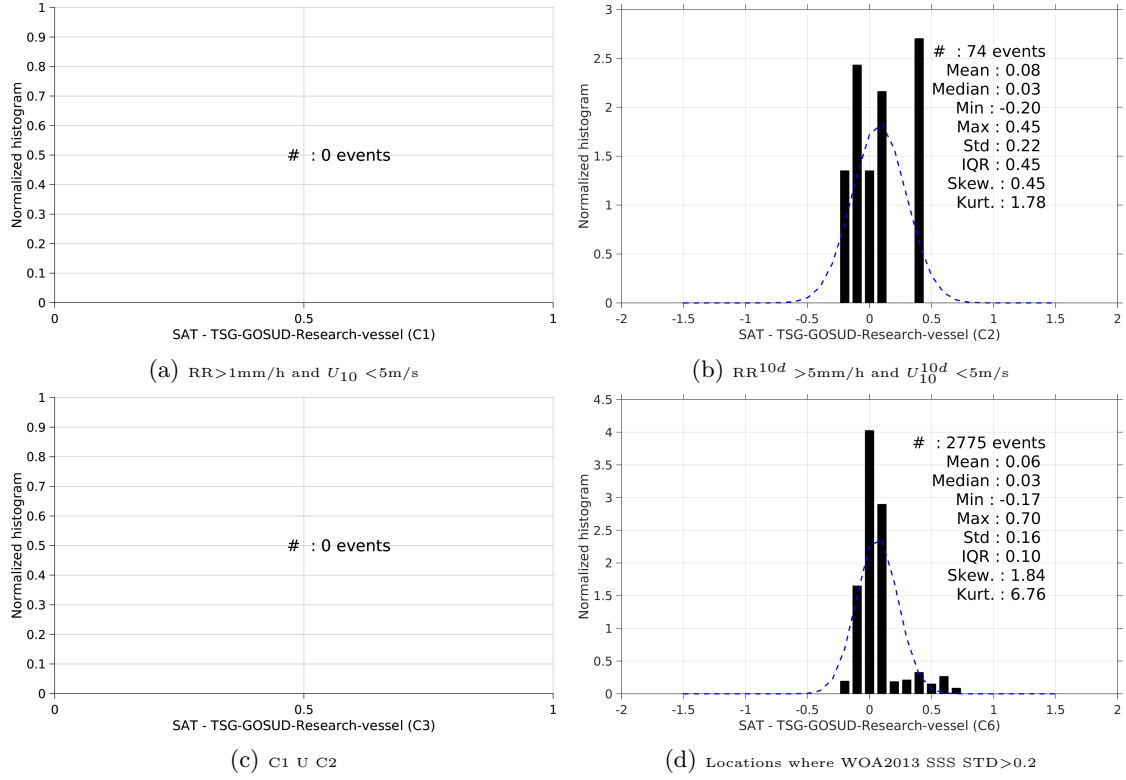 1
0.9
0.8
0.7
0.6
0.5
0.4
0.3
0.2
0.1
0
Normalized histogram
# : 0 events
0 0.5 1
SAT - TSG-GOSUD-Research-vessel (C1)
(a) RR>1mm/h and U10 <5m/s
3
2.5
2
1.5
1
0.5
0
Normalized histogram
# : 74 events
Mean : 0.08
Median : 0.03
Min : -0.20
Max : 0.45
Std : 0.22
IQR : 0.45
Skew. : 0.45
Kurt. : 1.78
-2 -1.5 -1 -0.5 0 0.5 1 1.5 2
SAT - TSG-GOSUD-Research-vessel (C2)
(b) RR10d >5mm/h and U10d10 <5m/s
1
0.9
0.8
0.7
0.6
0.5
0.4
0.3
0.2
0.1
0
Normalized histogram
# : 0 events
0 0.5 1
SAT - TSG-GOSUD-Research-vessel (C3)
(c) C1 U C2
4.5
4
3.5
3
2.5
2
1.5
1
0.5
0
Normalized histogram
# : 2775 events
Mean : 0.06
Median : 0.03
Min : -0.17
Max : 0.70
Std : 0.16
IQR : 0.10
Skew. : 1.84
Kurt. : 6.76
-2 -1.5 -1 -0.5 0 0.5 1 1.5 2
SAT - TSG-GOSUD-Research-vessel (C6)
(d) Locations where WOA2013 SSS STD>0.2